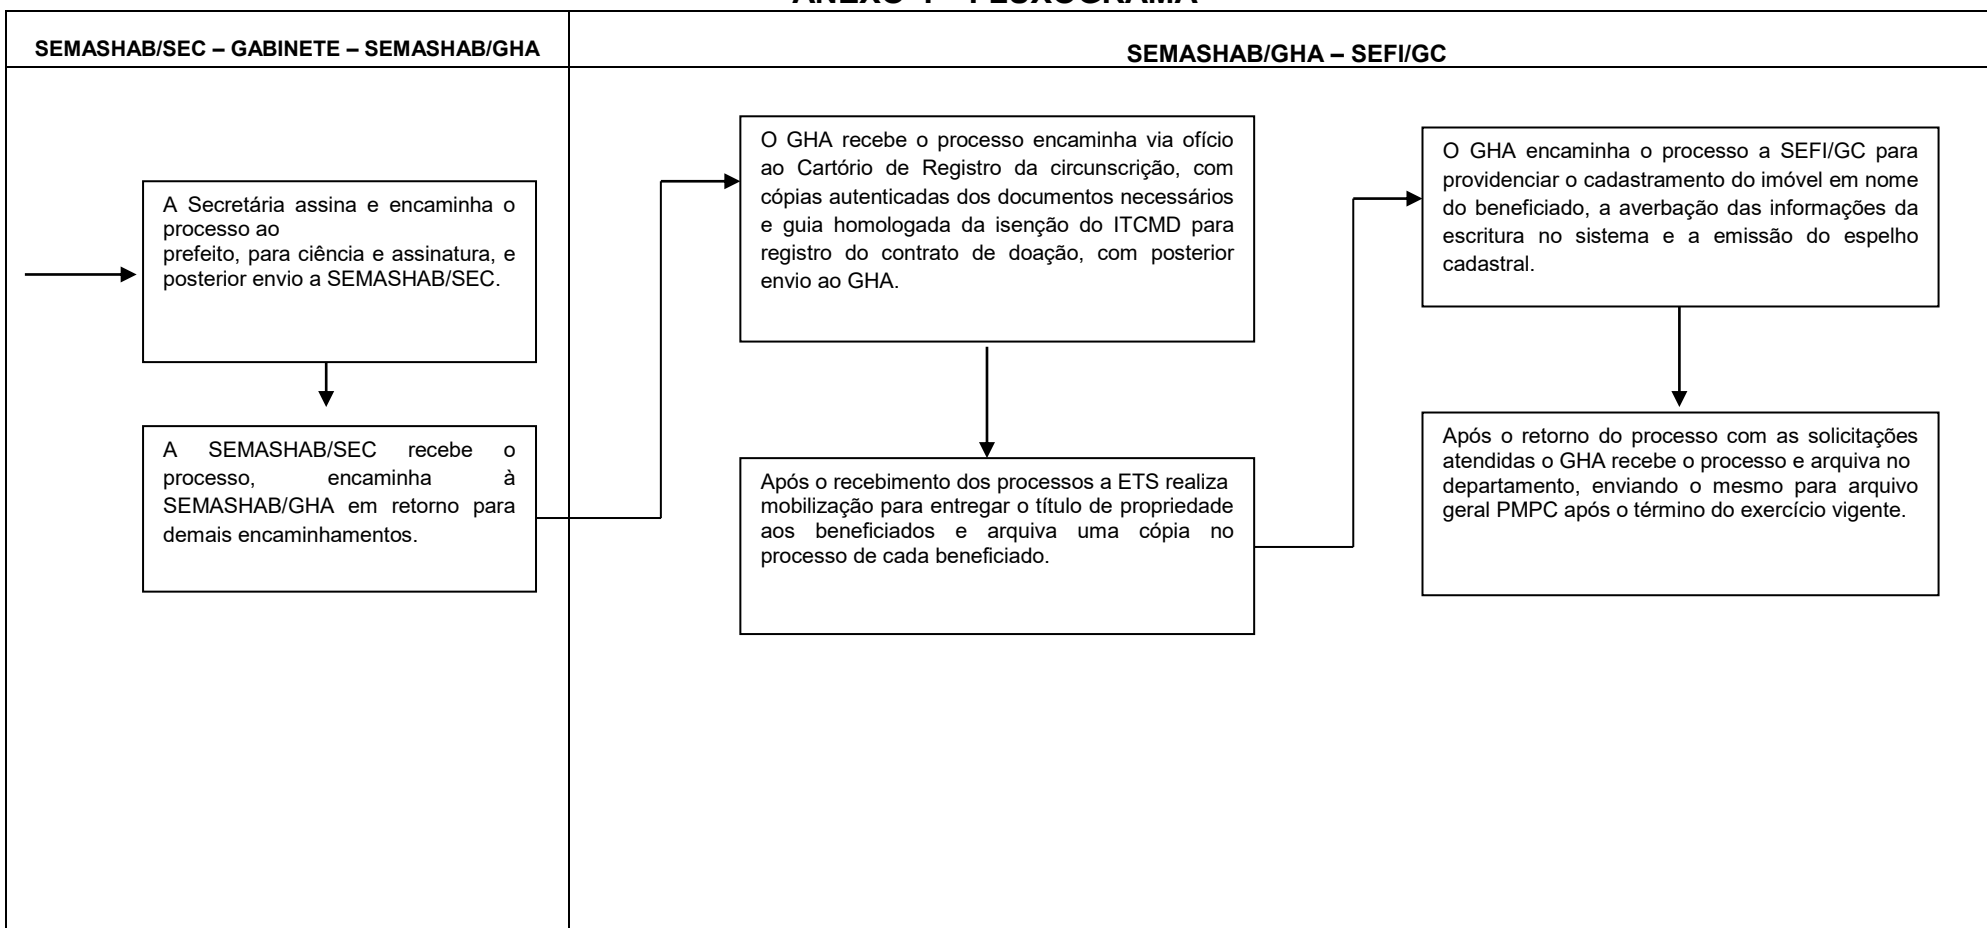 SEMASHAB/SEC – GABINETE – SEMASHAB/GHA
A Secretária assina e encaminha o
processo ao
prefeito, para ciência e assinatura, e
posterior envio a SEMASHAB/SEC.
A SEMASHAB/SEC recebe o
processo, encaminha à
SEMASHAB/GHA em retorno para
demais encaminhamentos.
SEMASHAB/GHA – SEFI/GC
O GHA recebe o processo encaminha via ofício
ao Cartório de Registro da circunscrição, com
cópias autenticadas dos documentos necessários
e guia homologada da isenção do ITCMD para
registro do contrato de doação, com posterior
envio ao GHA.
Após o recebimento dos processos a ETS realiza
mobilização para entregar o título de propriedade
aos beneficiados e arquiva uma cópia no
processo de cada beneficiado.
O GHA encaminha o processo a SEFI/GC para
providenciar o cadastramento do imóvel em nome
do beneficiado, a averbação das informações da
escritura no sistema e a emissão do espelho
cadastral.
Após o retorno do processo com as solicitações
atendidas o GHA recebe o processo e arquiva no
departamento, enviando o mesmo para arquivo
geral PMPC após o término do exercício vigente.